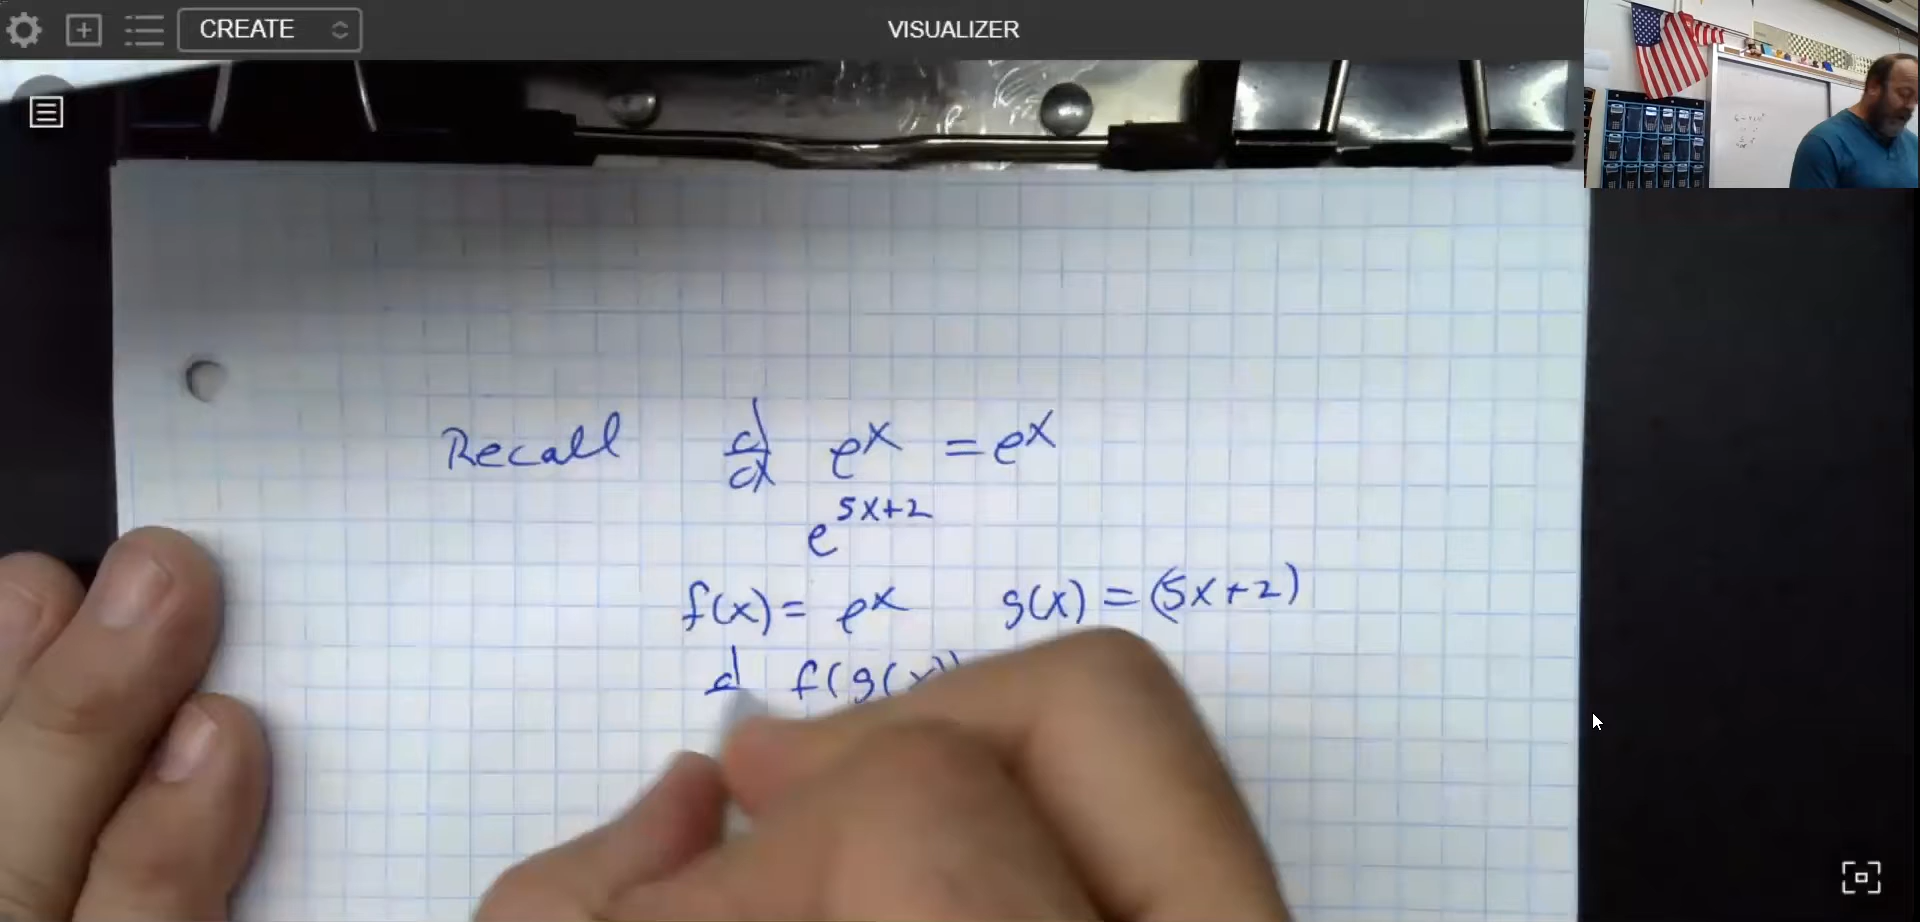 CREATE
VISUALIZER
Recall d/dx e^x = e^x
e^{5x+2}
f(x) = e^x g(x) = (5x+2)
d f(g(x))